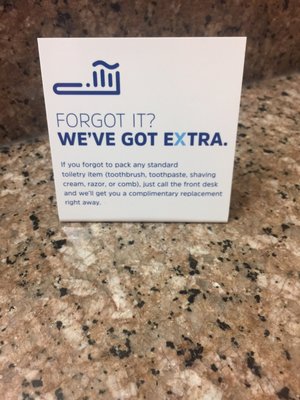 FORGOT IT?
WE'VE GOT EXTRA.
If you forgot to pack any standard
toiletry item (toothbrush, toothpaste, shaving
cream, razor, or comb), just call the front desk
and we'll get you a complimentary replacement
right away.